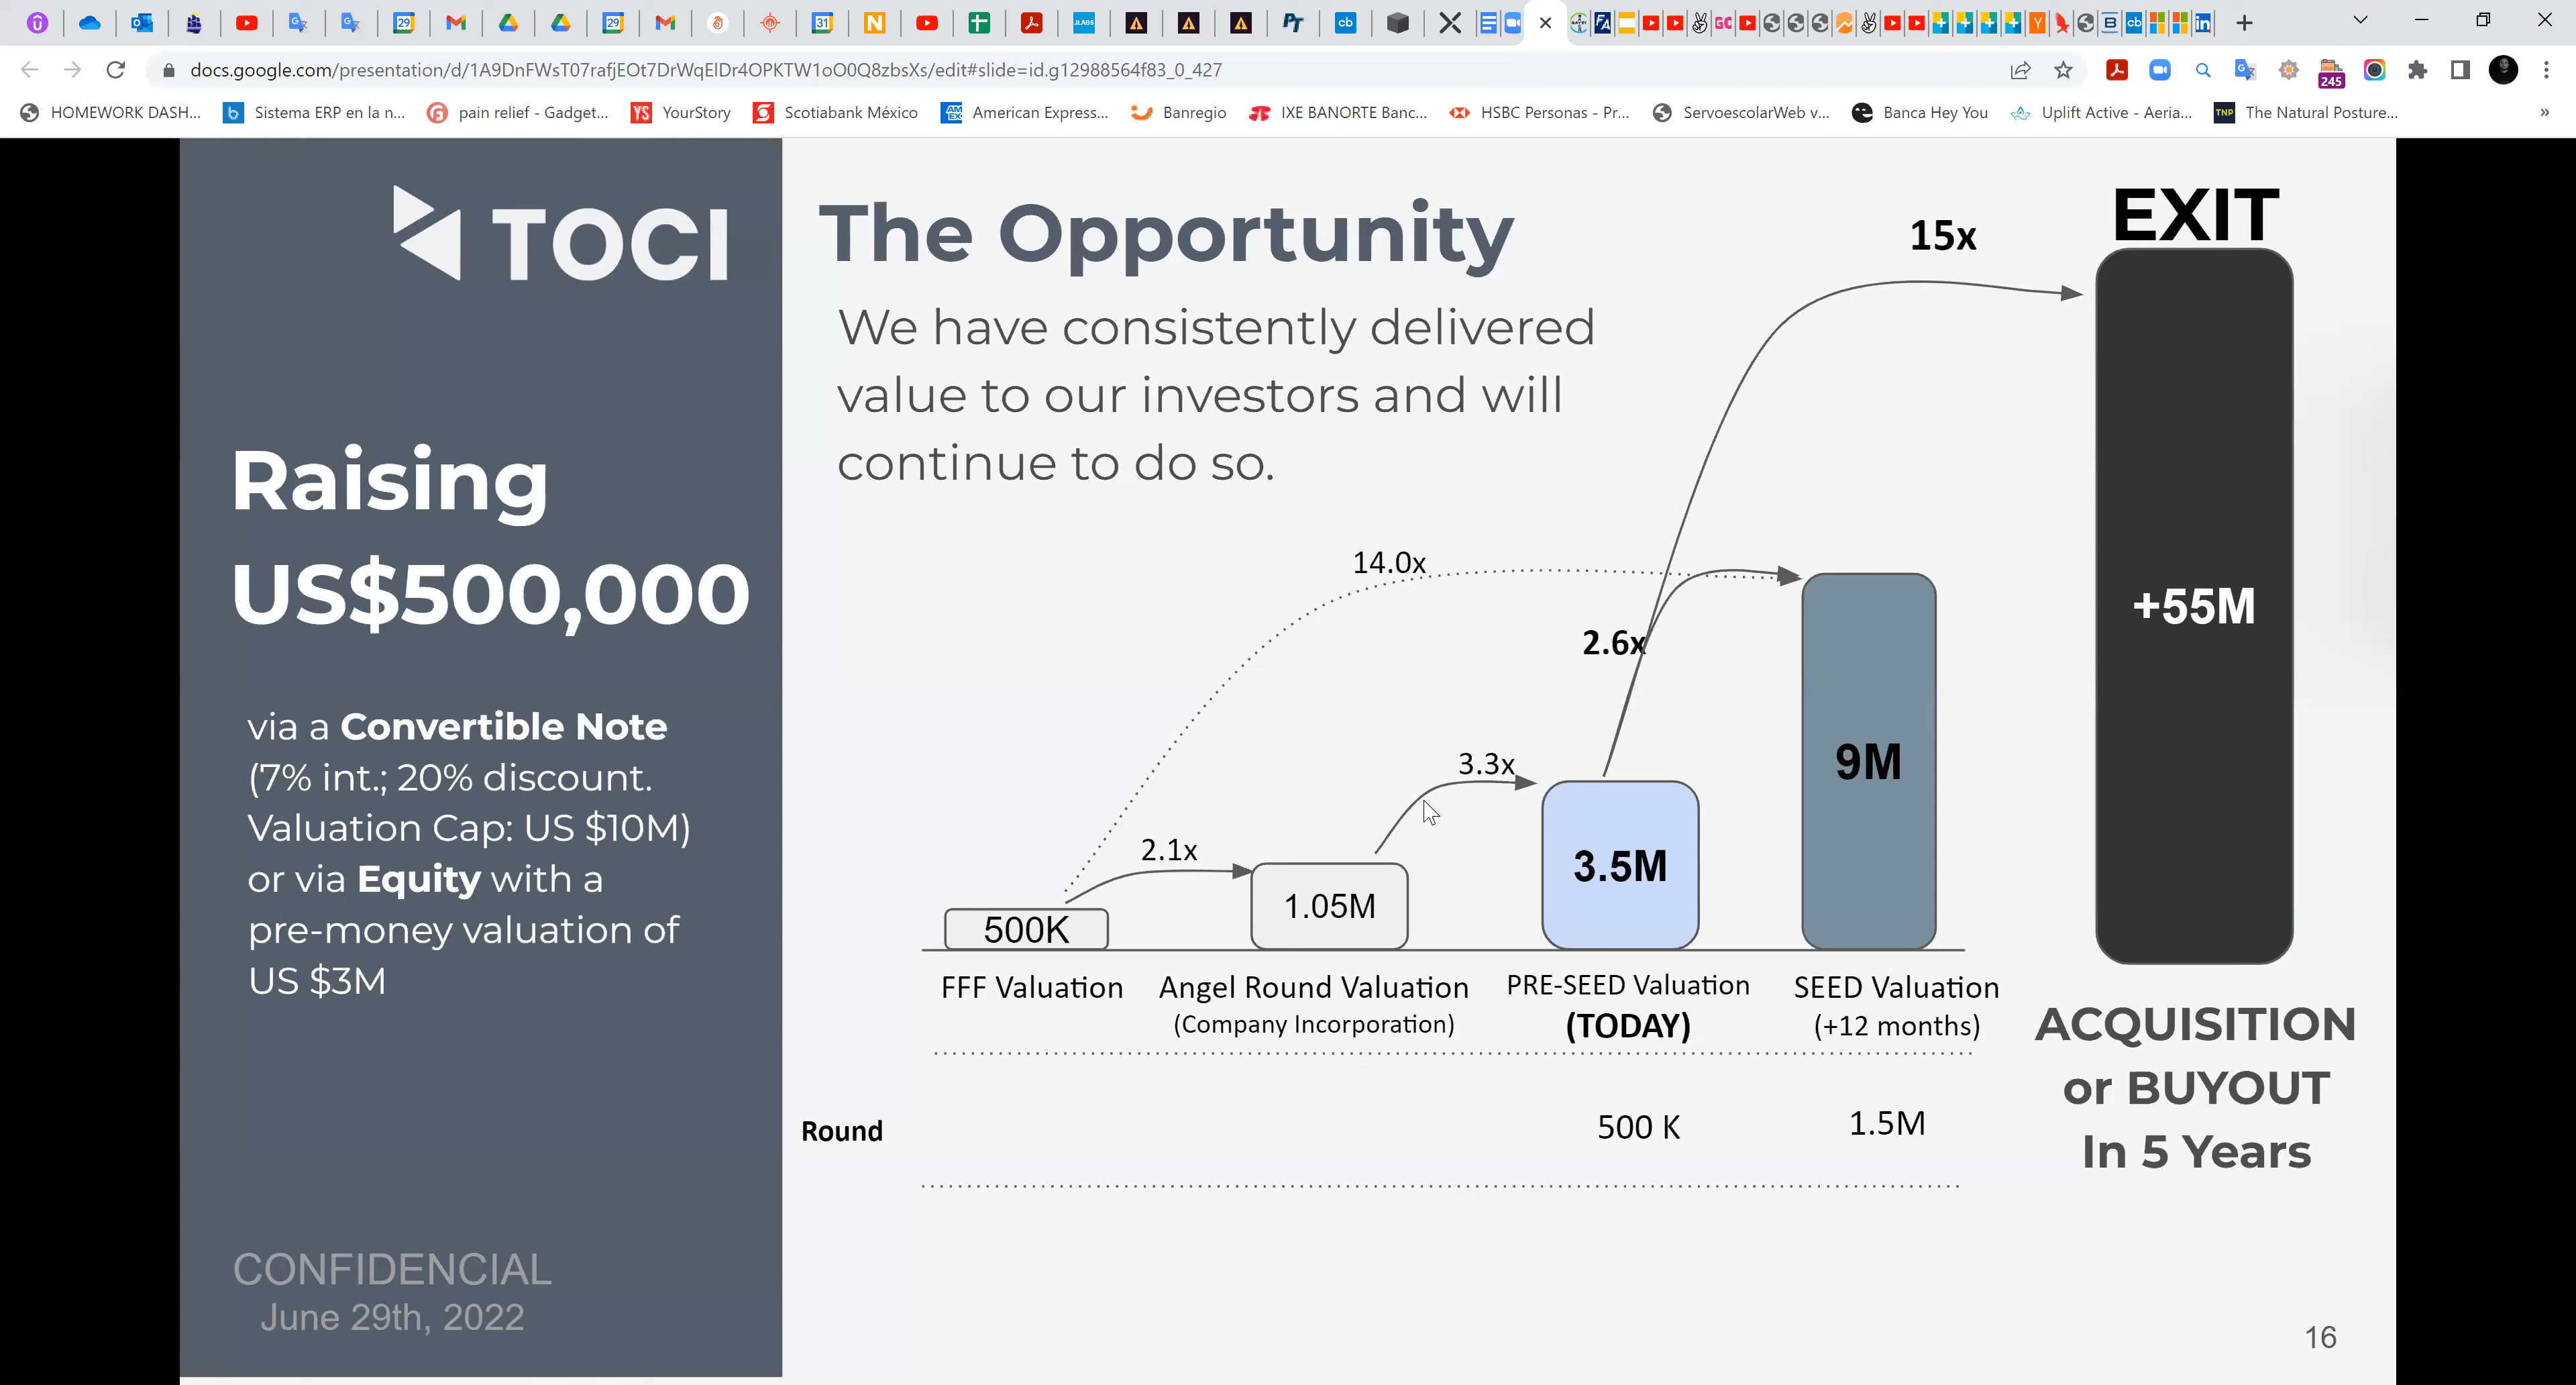 docs.google.com/presentation/d/1A9DnFWsT07rafjEOt7DrWqElDr4OPKTW1oO0Q8zbsXs/edit#slide=id.g12988564f83_0_427
245
HOMEWORK DASH...
Sistema ERP en la n...
pain relief - Gadget...
YourStory
Scotiabank México
American Express...
Banregio
IXE BANORTE Banc...
HSBC Personas - Pr...
ServoescolarWeb v...
Banca Hey You
Uplift Active - Aeria...
The Natural Posture...
TOCI
Raising
US$500,000
via a Convertible Note
(7% int.; 20% discount.
Valuation Cap: US $10M)
or via Equity with a
pre-money valuation of
US $3M
CONFIDENCIAL
June 29th, 2022
The Opportunity
We have consistently delivered
value to our investors and will
continue to do so.
15x
EXIT
14.0x
2.6x
+55M
3.3x
9M
2.1x
3.5M
1.05M
500K
FFF Valuation
Angel Round Valuation
(Company Incorporation)
PRE-SEED Valuation
(TODAY)
SEED Valuation
(+12 months)
ACQUISITION
or BUYOUT
In 5 Years
Round
500 K
1.5M
16